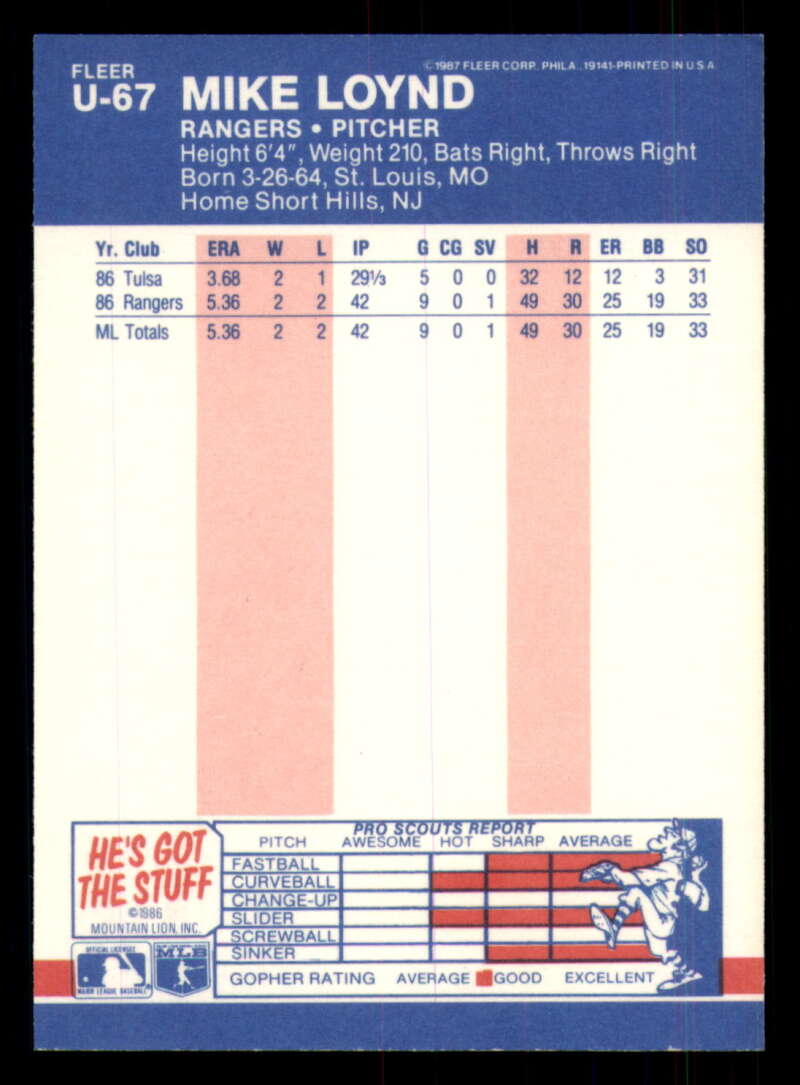 FLEER
U-67
MIKE LOYND
© 1987 FLEER CORP. PHILA., 19141-PRINTED IN U S A
RANGERS • PITCHER
Height 6'4", Weight 210, Bats Right, Throws Right
Born 3-26-64, St. Louis, MO
Home Short Hills, NJ
Yr. Club ERA W L IP G CG SV H R ER BB SO
86 Tulsa 3.68 2 1 29⅓ 5 0 0 32 12 12 3 31
86 Rangers 5.36 2 2 42 9 0 1 49 30 25 19 33
ML Totals 5.36 2 2 42 9 0 1 49 30 25 19 33
HE'S GOT
THE STUFF
©1986
MOUNTAIN LION, INC.
OFFICIAL LICENSEE
MAJOR LEAGUE BASEBALL
MLB
PRO SCOUTS REPORT
PITCH AWESOME HOT SHARP AVERAGE
FASTBALL
CURVEBALL
CHANGE-UP
SLIDER
SCREWBALL
SINKER
GOPHER RATING AVERAGE GOOD EXCELLENT